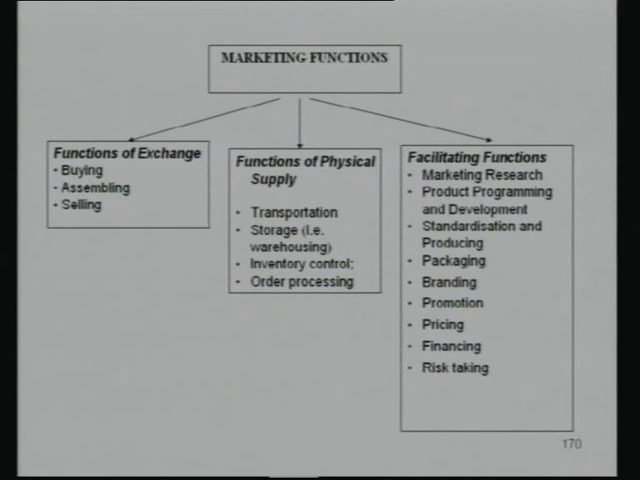 MARKETING FUNCTIONS
Functions of Exchange
- Buying
- Assembling
- Selling
Functions of Physical
Supply
- Transportation
- Storage (I.e.
warehousing)
- Inventory control;
- Order processing
Facilitating Functions
- Marketing Research
- Product Programming
and Development
- Standardisation and
Producing
- Packaging
- Branding
- Promotion
- Pricing
- Financing
- Risk taking
170